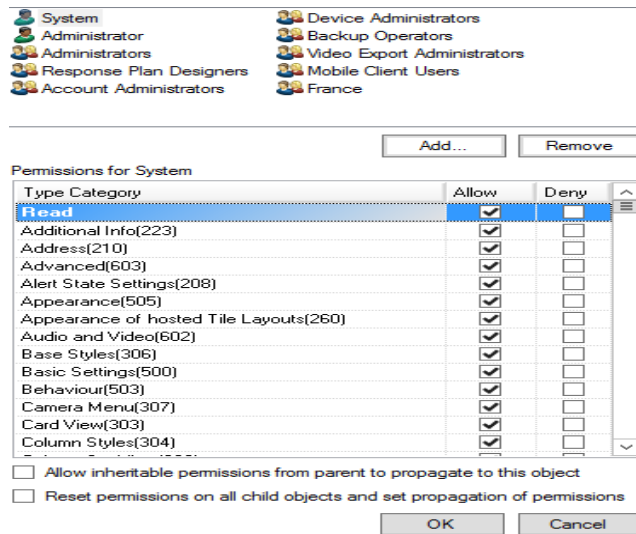 System
Administrator
Administrators
Response Plan Designers
Account Administrators
Device Administrators
Backup Operators
Video Export Administrators
Mobile Client Users
France
Add... Remove
Permissions for System
Type Category Allow Deny
Read
Additional Info(223)
Address(210)
Advanced(603)
Alert State Settings(208)
Appearance(505)
Appearance of hosted Tile Layouts(260)
Audio and Video(602)
Base Styles(306)
Basic Settings(500)
Behaviour(503)
Camera Menu(307)
Card View(303)
Column Styles(304)
Allow inheritable permissions from parent to propagate to this object
Reset permissions on all child objects and set propagation of permissions
OK Cancel